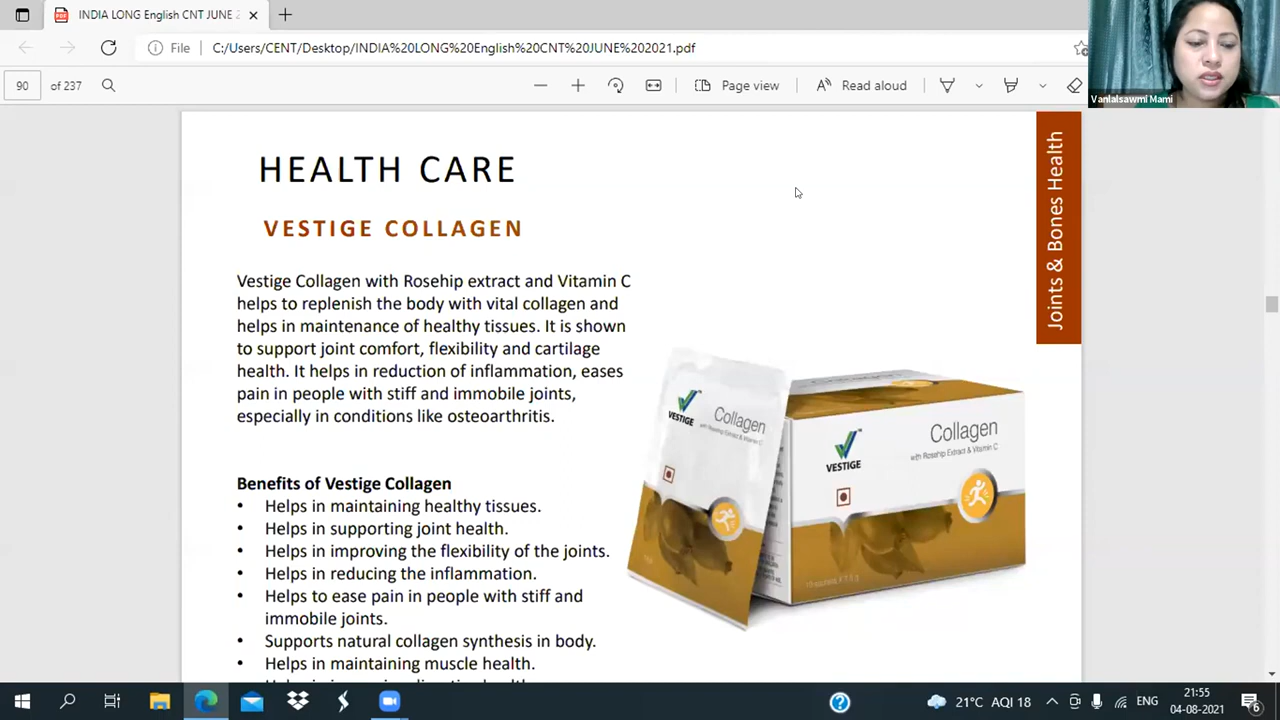 INDIA LONG English CNT JUNE 2
File
C:/Users/CENT/Desktop/INDIA%20LONG%20English%20CNT%20JUNE%202021.pdf
90 of 237
Page view
Read aloud
Vanlalsawmi Mami
HEALTH CARE
Joints & Bones Health
VESTIGE COLLAGEN
Vestige Collagen with Rosehip extract and Vitamin C
helps to replenish the body with vital collagen and
helps in maintenance of healthy tissues. It is shown
to support joint comfort, flexibility and cartilage
health. It helps in reduction of inflammation, eases
pain in people with stiff and immobile joints,
especially in conditions like osteoarthritis.
VESTIGE
Collagen
with Rosehip Extract & Vitamin C
VESTIGE
Collagen
with Rosehip Extract & Vitamin C
Benefits of Vestige Collagen
• Helps in maintaining healthy tissues.
• Helps in supporting joint health.
• Helps in improving the flexibility of the joints.
• Helps in reducing the inflammation.
• Helps to ease pain in people with stiff and
immobile joints.
• Supports natural collagen synthesis in body.
• Helps in maintaining muscle health.
21°C AQI 18
ENG
21:55
04-08-2021
6